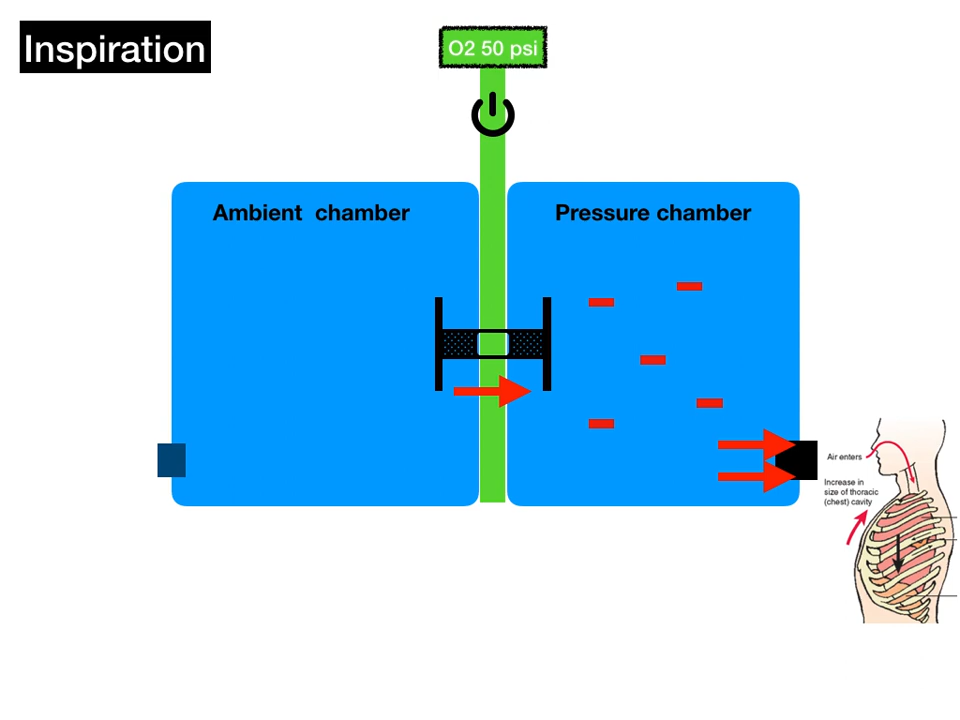 Inspiration
O2 50 psi
Ambient  chamber
Pressure chamber
Air enters
Increase in
size of thoracic
(chest) cavity